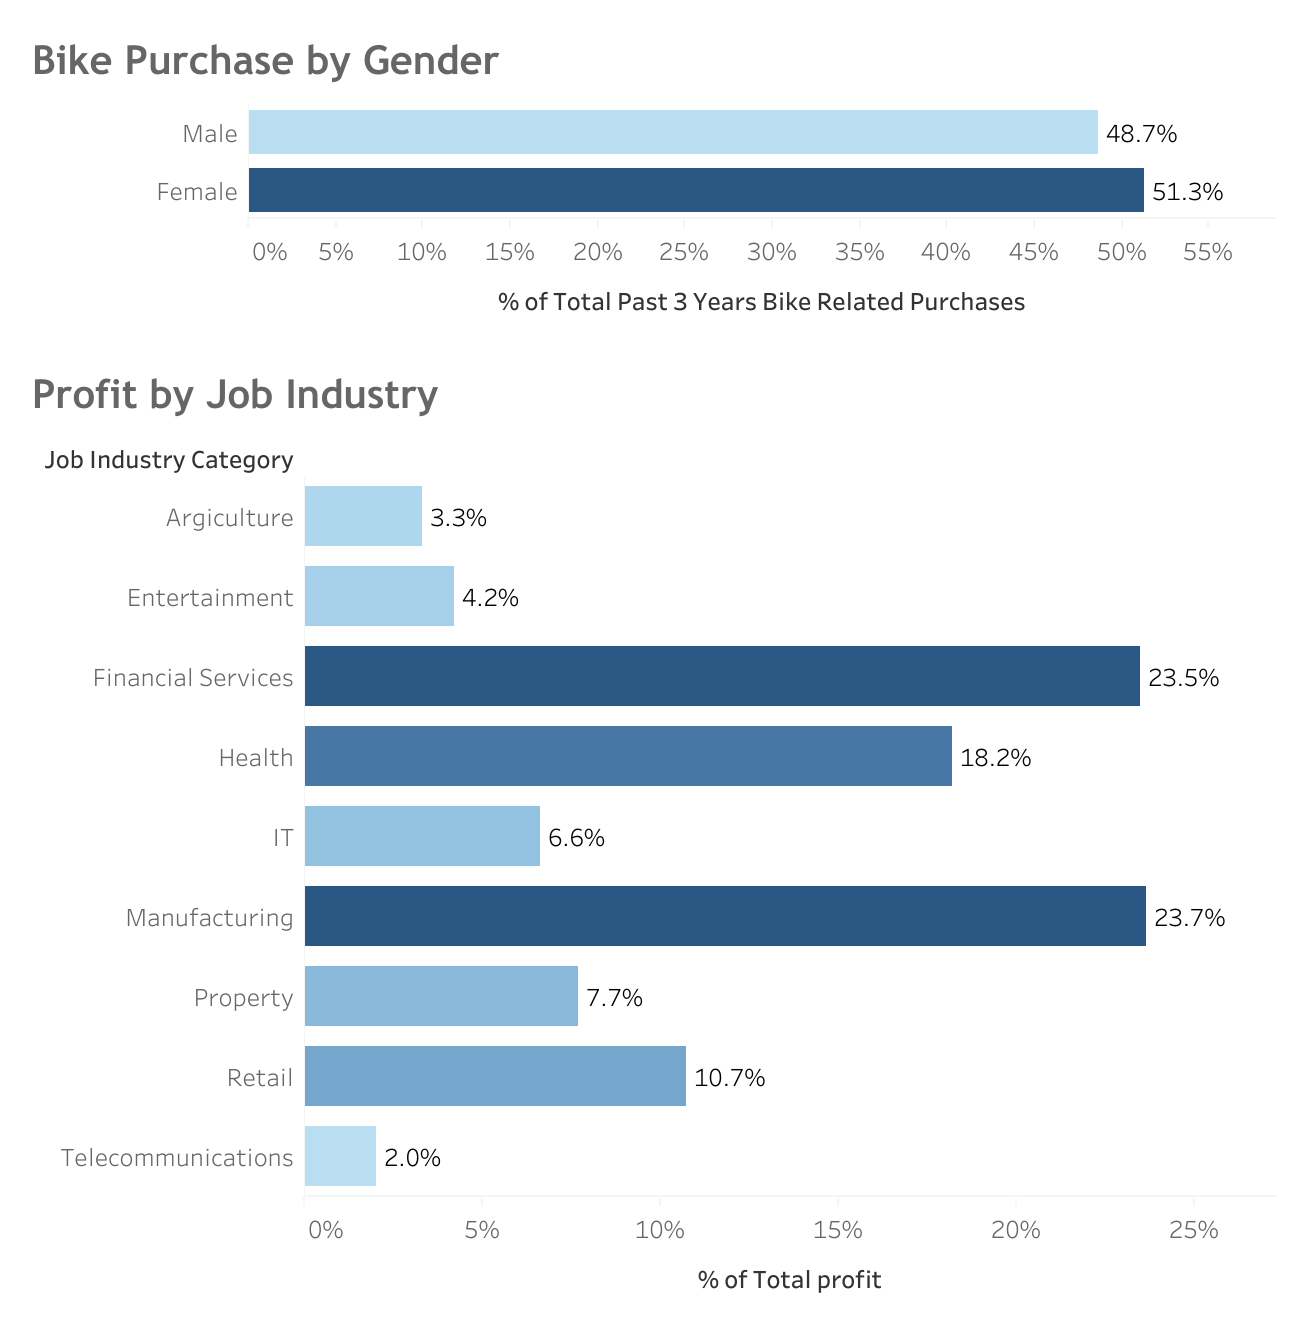 Bike Purchase by Gender
Male 48.7%
Female 51.3%
0% 5% 10% 15% 20% 25% 30% 35% 40% 45% 50% 55%
% of Total Past 3 Years Bike Related Purchases
Profit by Job Industry
Job Industry Category
Argiculture 3.3%
Entertainment 4.2%
Financial Services 23.5%
Health 18.2%
IT 6.6%
Manufacturing 23.7%
Property 7.7%
Retail 10.7%
Telecommunications 2.0%
0% 5% 10% 15% 20% 25%
% of Total profit